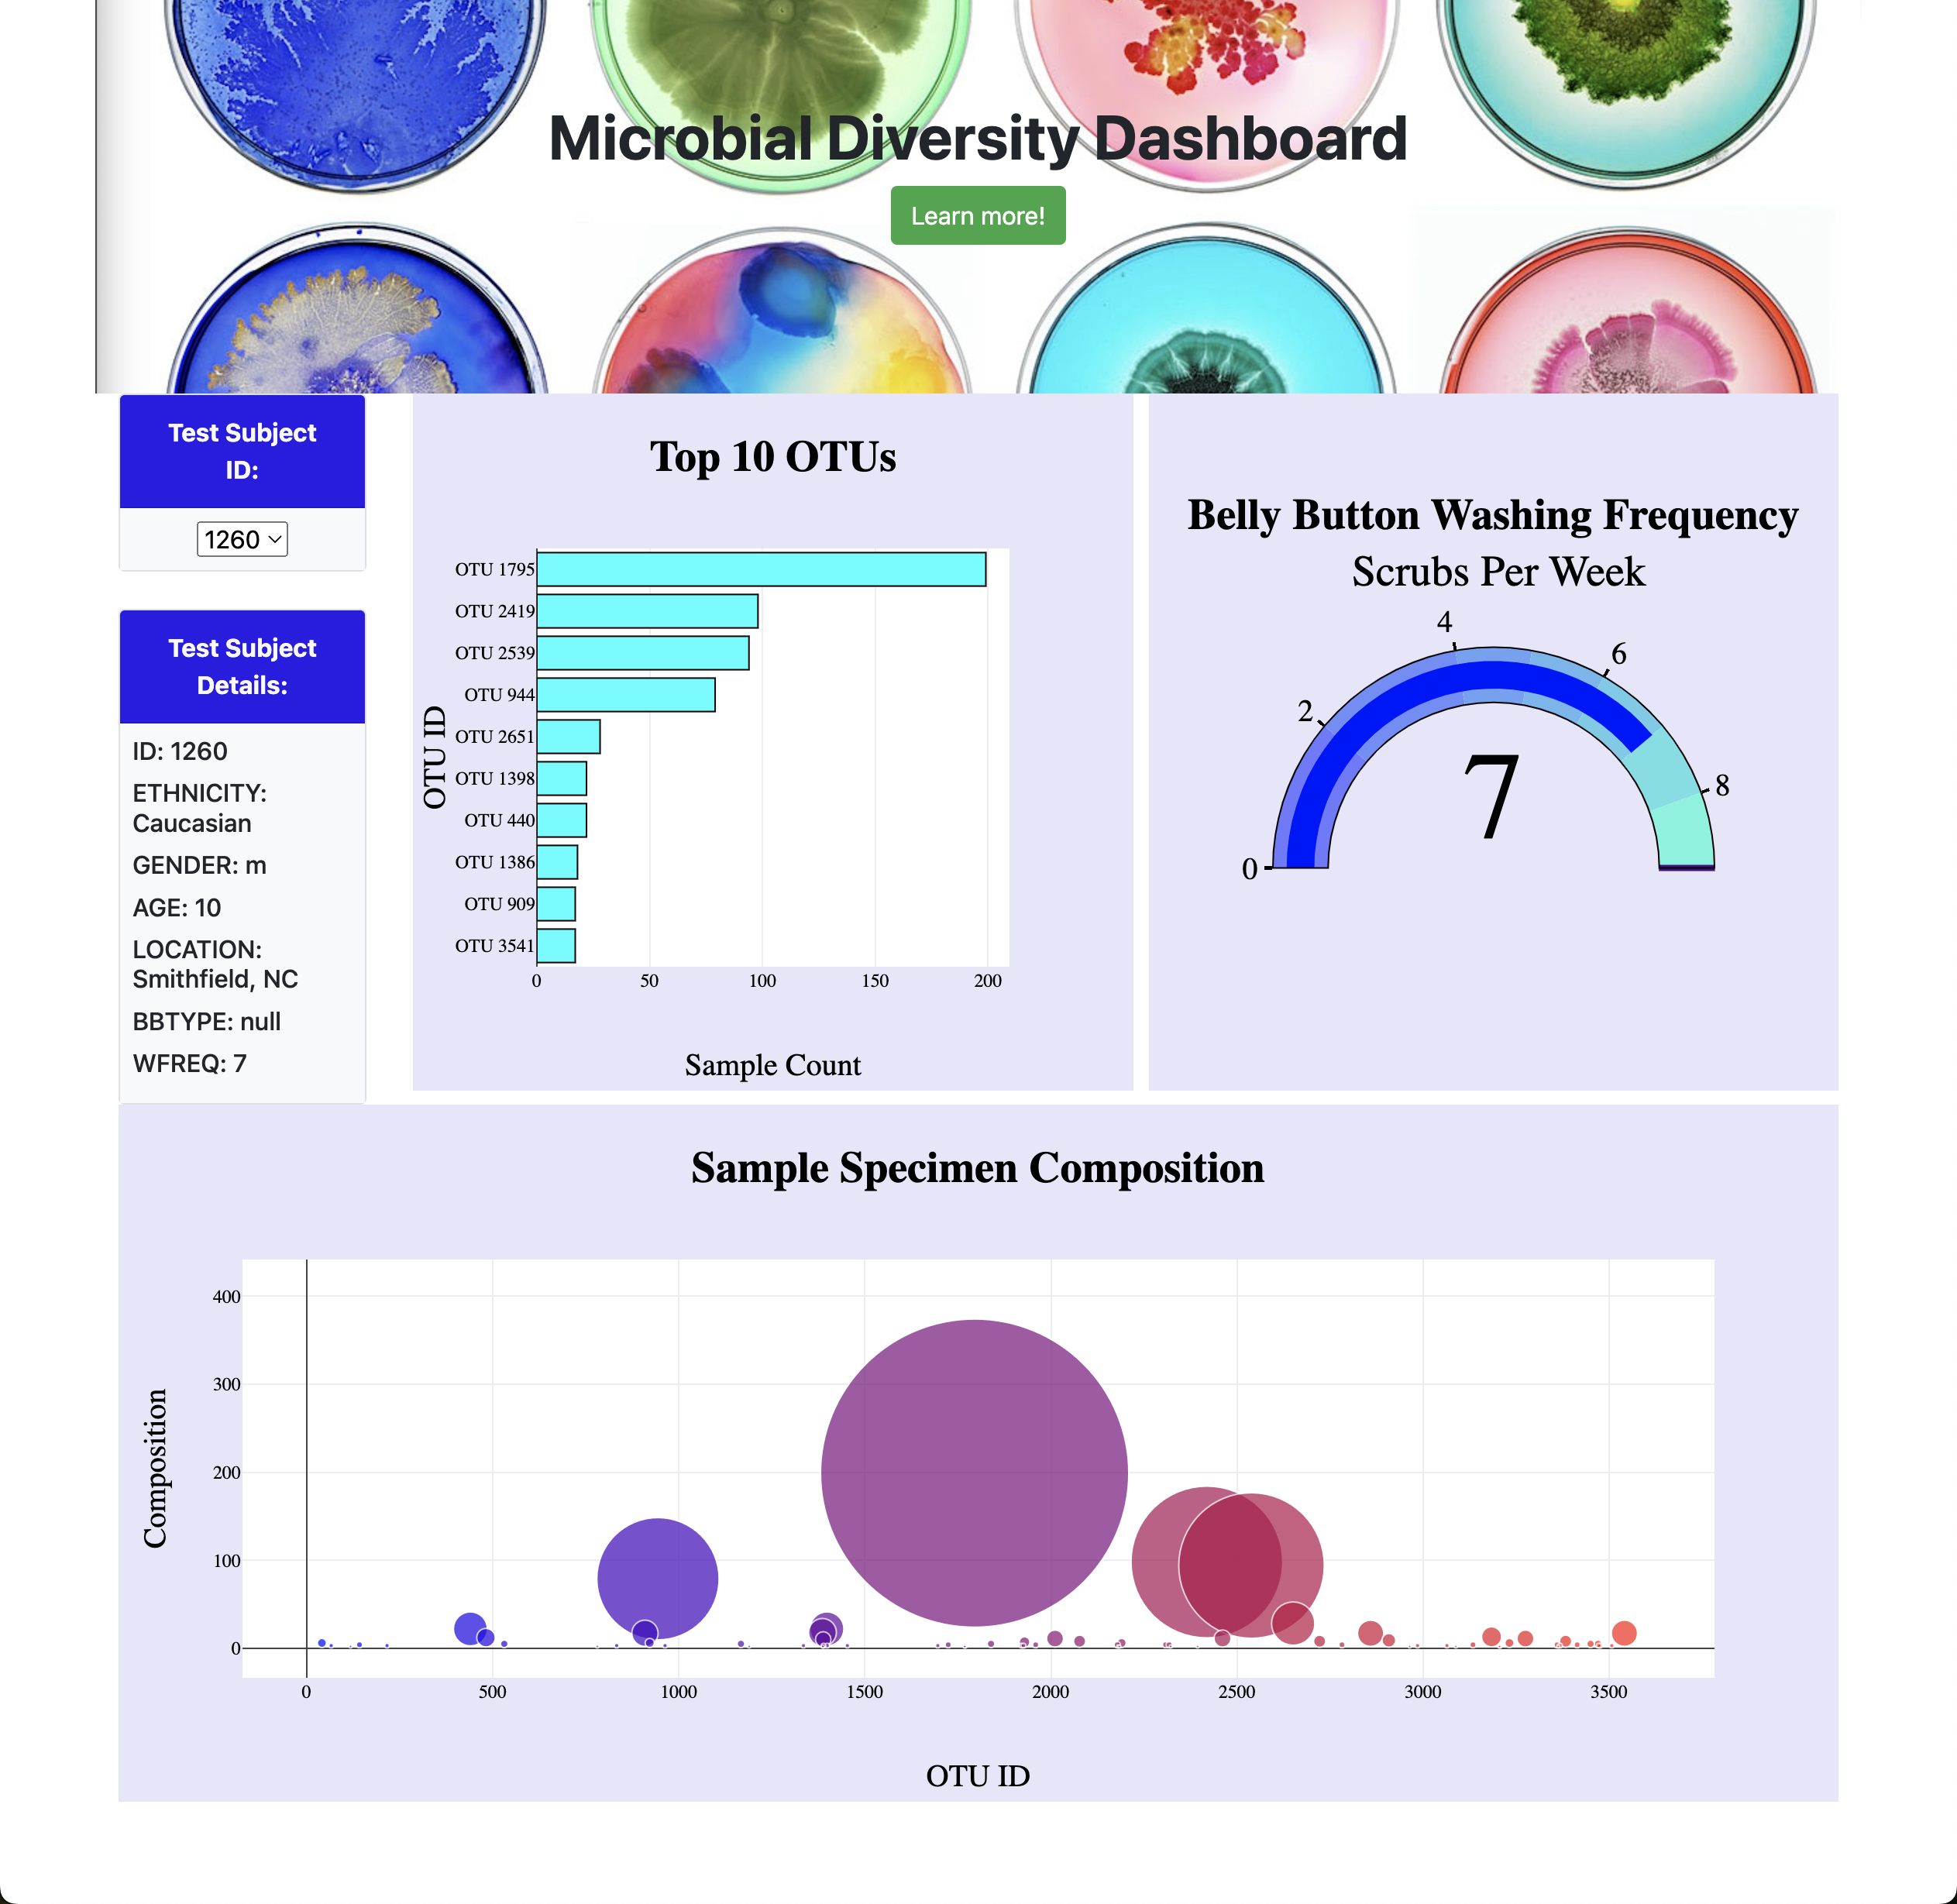 Microbial Diversity Dashboard
Learn more!
Test Subject
ID:
1260
Test Subject
Details:
ID: 1260
ETHNICITY:
Caucasian
GENDER: m
AGE: 10
LOCATION:
Smithfield, NC
BBTYPE: null
WFREQ: 7
Top 10 OTUs
OTU ID
OTU 1795
OTU 2419
OTU 2539
OTU 944
OTU 2651
OTU 1398
OTU 440
OTU 1386
OTU 909
OTU 3541
0 50 100 150 200
Sample Count
Belly Button Washing Frequency
Scrubs Per Week
0
2
4
6
8
7
Sample Specimen Composition
Composition
400
300
200
100
0
0 500 1000 1500 2000 2500 3000 3500
OTU ID